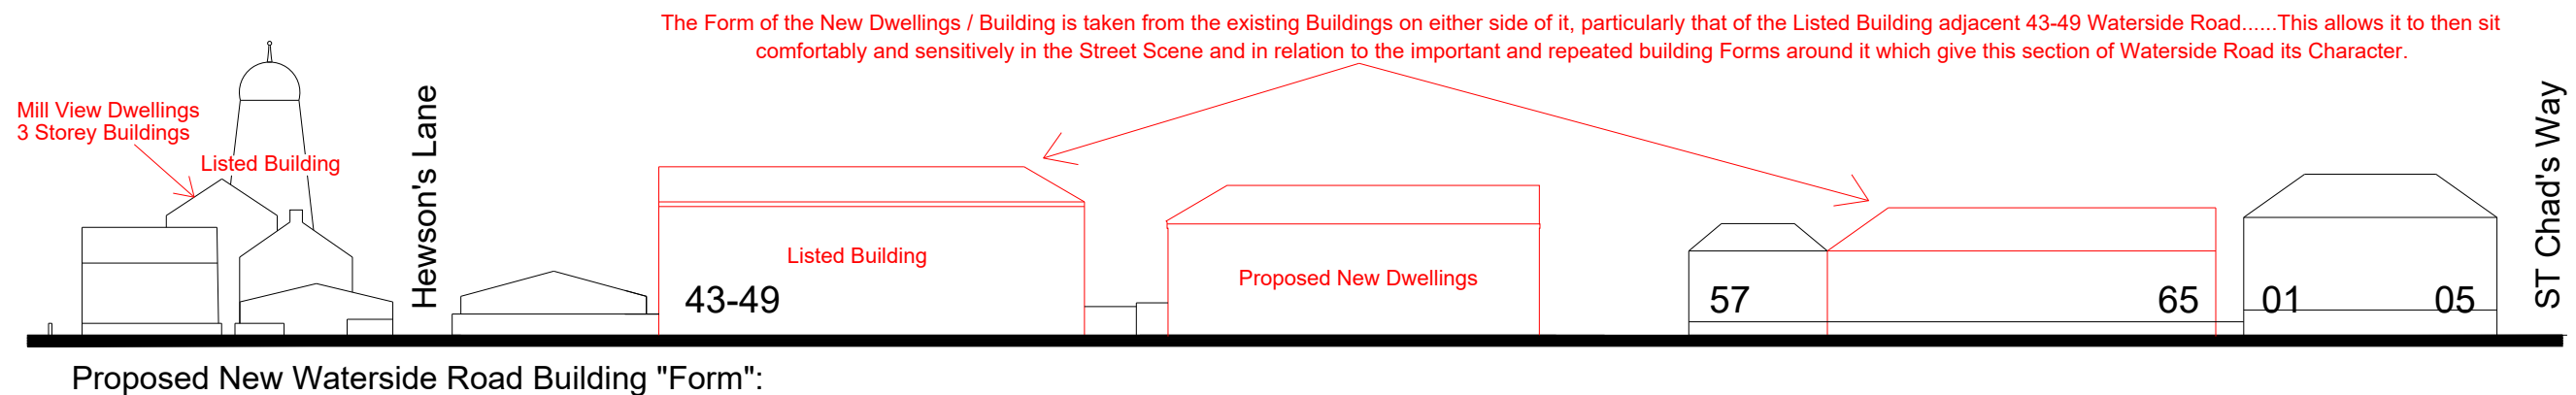 The Form of the New Dwellings / Building is taken from the existing Buildings on either side of it, particularly that of the Listed Building adjacent 43-49 Waterside Road......This allows it to then sit
comfortably and sensitively in the Street Scene and in relation to the important and repeated building Forms around it which give this section of Waterside Road its Character.
Mill View Dwellings
3 Storey Buildings
Listed Building
Hewson's Lane
Listed Building
43-49
Proposed New Dwellings
57
65
01
05
ST Chad's Way
Proposed New Waterside Road Building "Form":